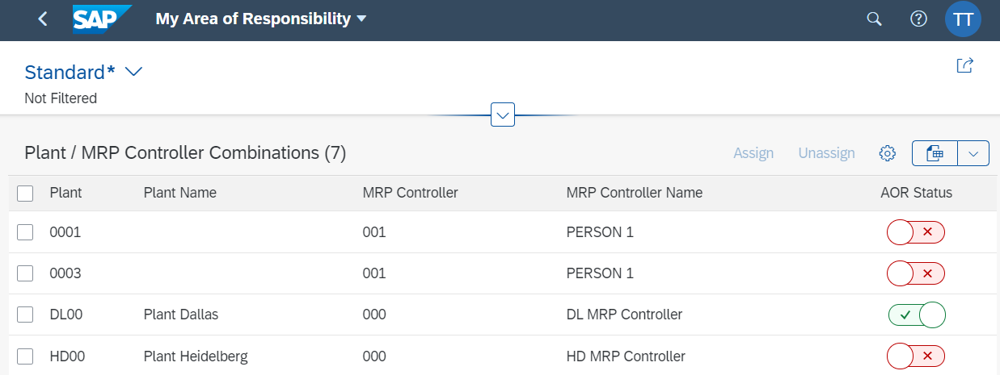 SAP My Area of Responsibility TT
Standard*
Not Filtered
Plant / MRP Controller Combinations (7) Assign Unassign
Plant Plant Name MRP Controller MRP Controller Name AOR Status
0001 001 PERSON 1
0003 001 PERSON 1
DL00 Plant Dallas 000 DL MRP Controller
HD00 Plant Heidelberg 000 HD MRP Controller